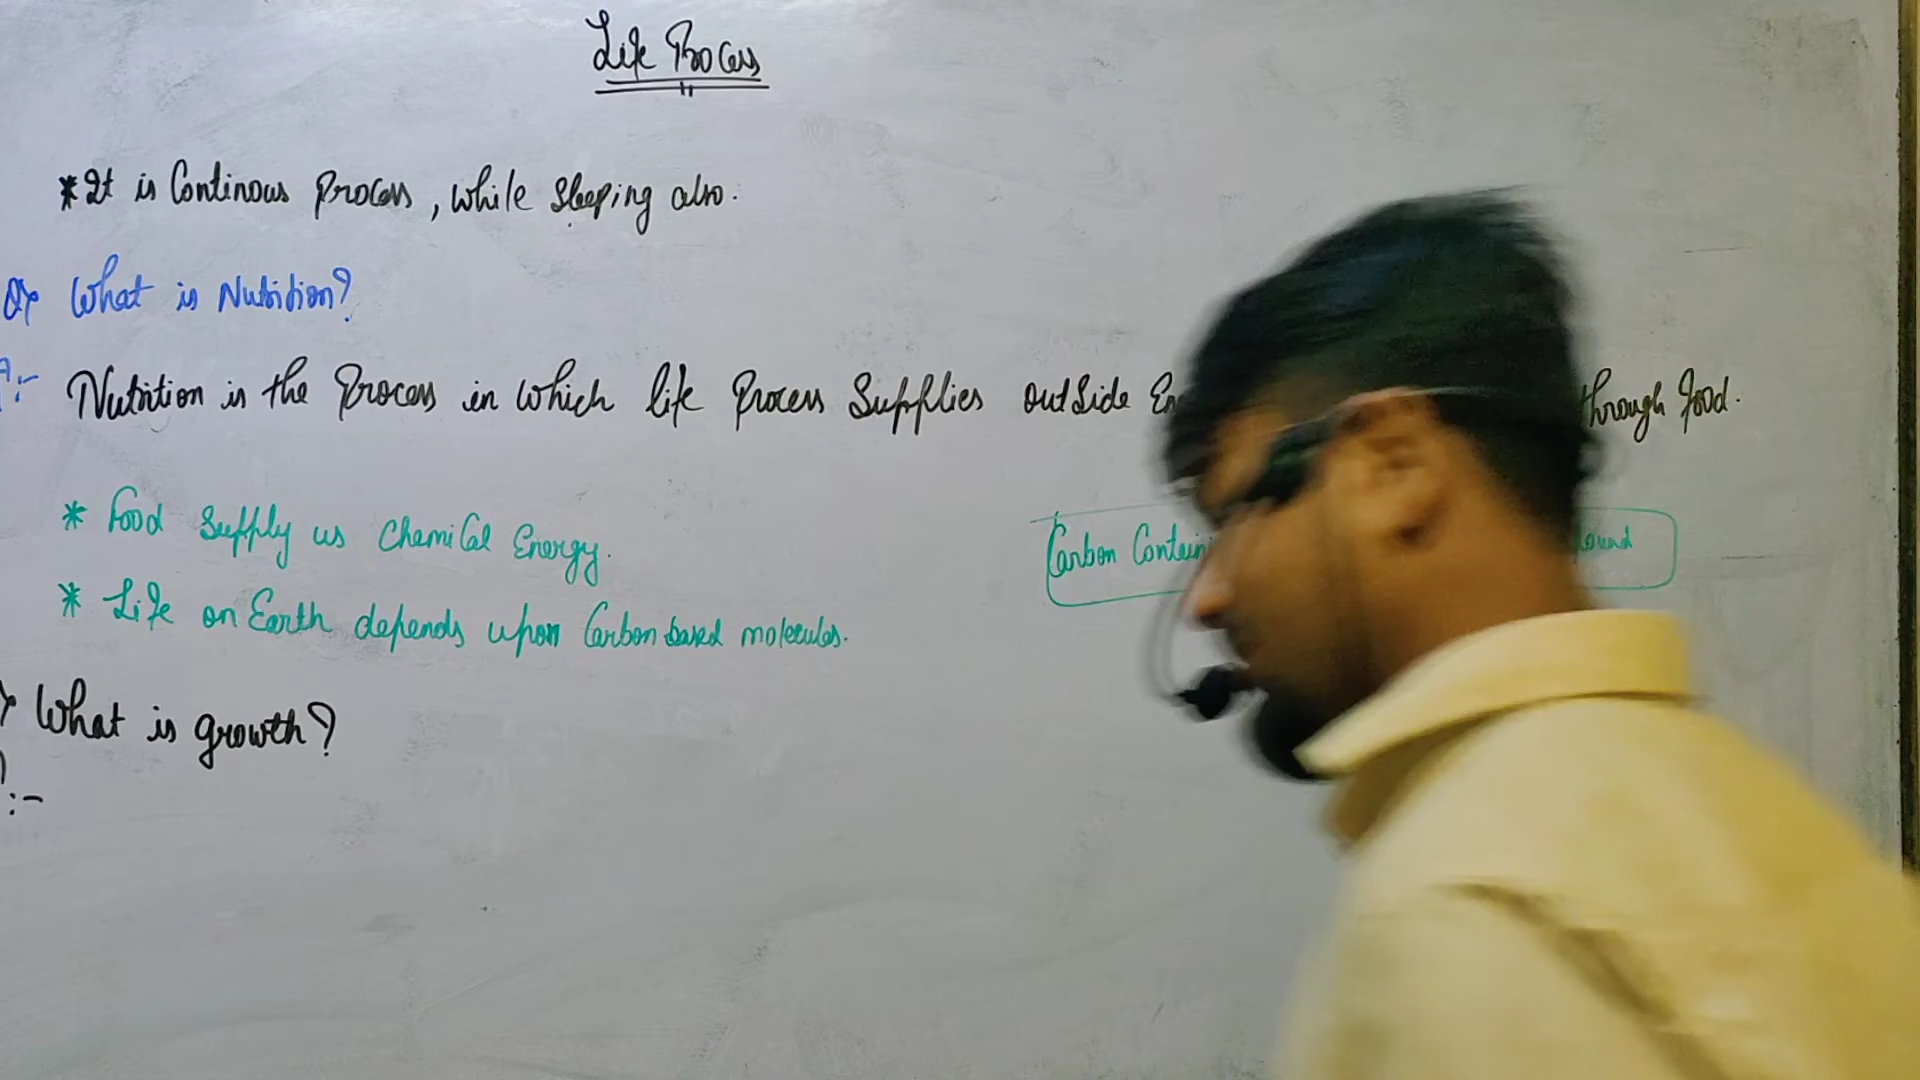 Life Process
* It is Continous Process, while sleeping also.
Q> What is Nutrition?
A:- Nutrition is the Process in which life Process Supplies outside through food.
* Food Supply us Chemical Energy.
Carbon
* Life on Earth depends upon Carbon based molecules.
What is growth?
:-